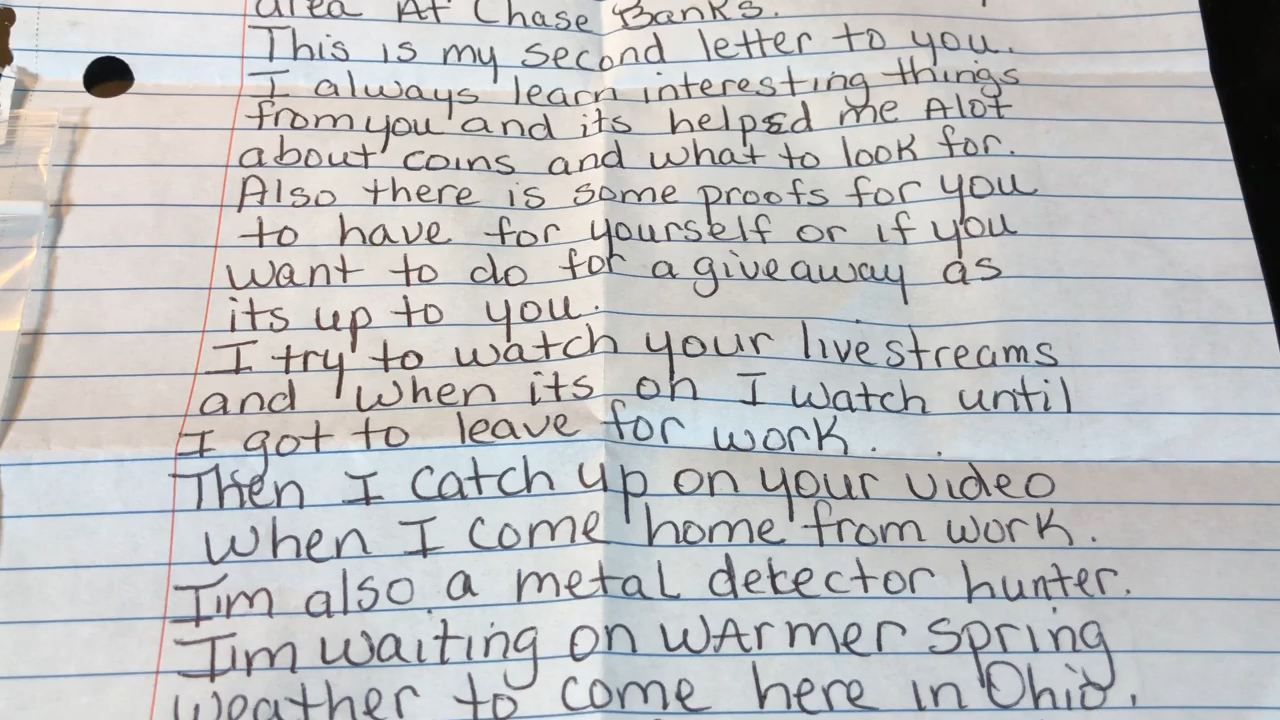 area At Chase Banks.
This is my second letter to you.
I always learn interesting things
from you and its helped me Alot
about coins and what to look for.
Also there is some proofs for you
to have for yourself or if you
want to do for a giveaway as
its up to you.
I try to watch your livestreams
and when its on I watch until
I got to leave for work.
Then I catch up on your video
when I come home from work.
I'm also a metal detector hunter.
I'm waiting on wArmer spring
weather to come here in Ohio.